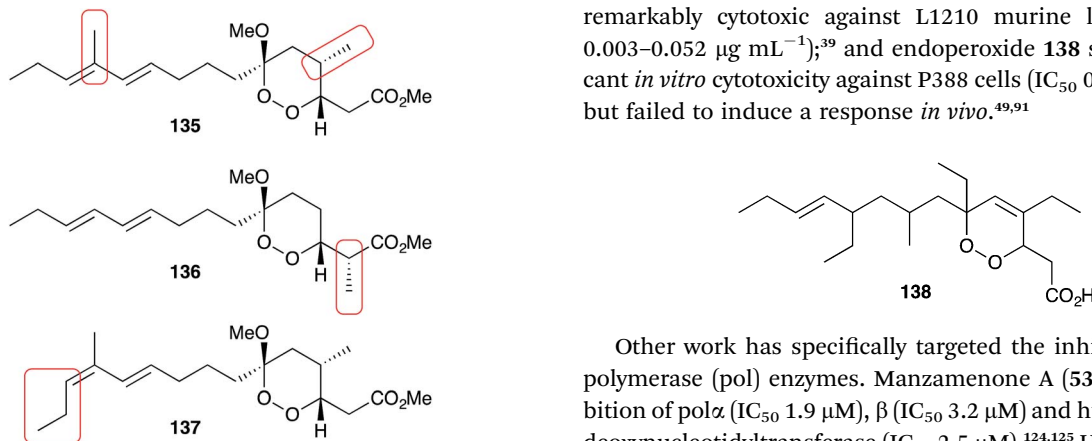 MeO
O
O
H
CO₂Me
135
MeO
O
O
H
CO₂Me
136
MeO
O
O
H
CO₂Me
137
remarkably cytotoxic against L1210 murine l
0.003–0.052 μg mL⁻¹);³⁹ and endoperoxide 138 s
cant in vitro cytotoxicity against P388 cells (IC₅₀ 0
but failed to induce a response in vivo.⁴⁹,⁹¹
O
O
CO₂H
138
Other work has specifically targeted the inh
polymerase (pol) enzymes. Manzamenone A (53
bition of polα (IC₅₀ 1.9 μM), β (IC₅₀ 3.2 μM) and h